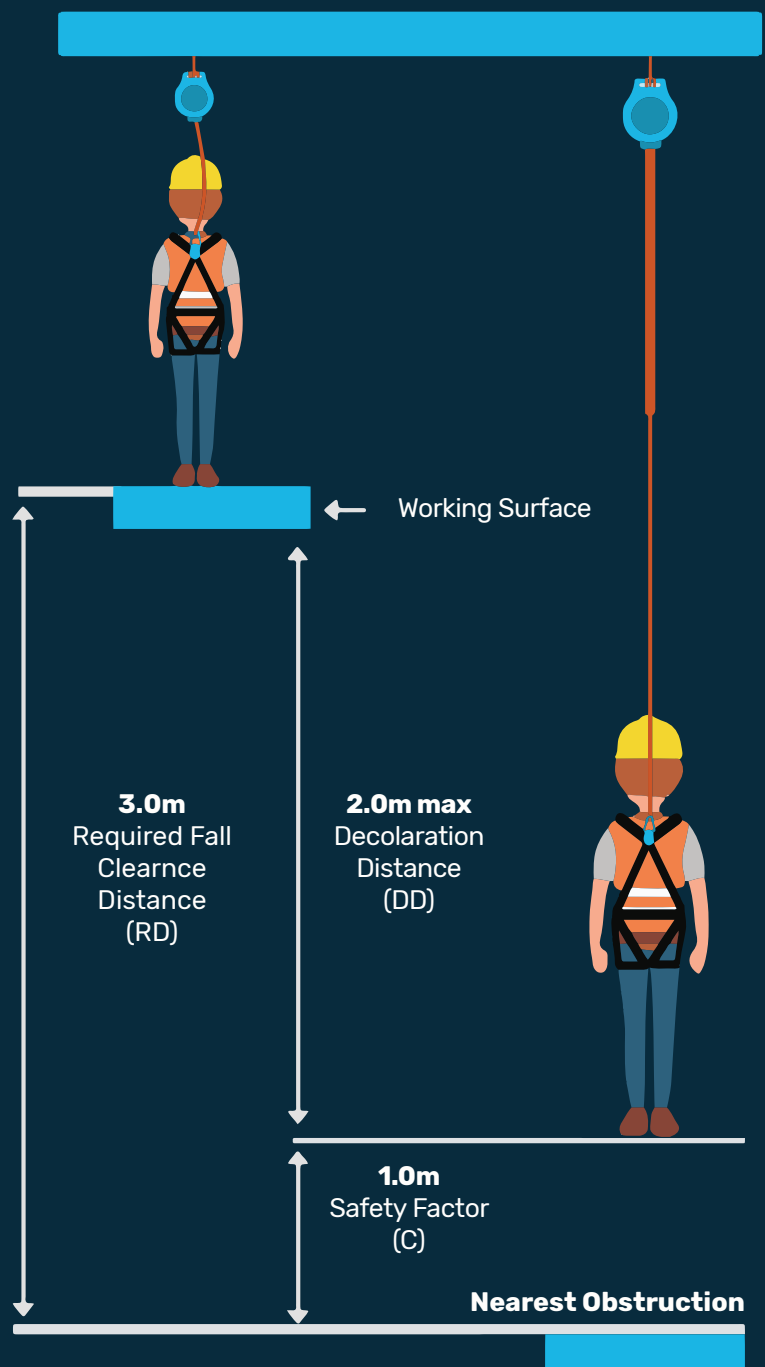 Working Surface
3.0m
Required Fall
Clearnce
Distance
(RD)
2.0m max
Decolaration
Distance
(DD)
1.0m
Safety Factor
(C)
Nearest Obstruction